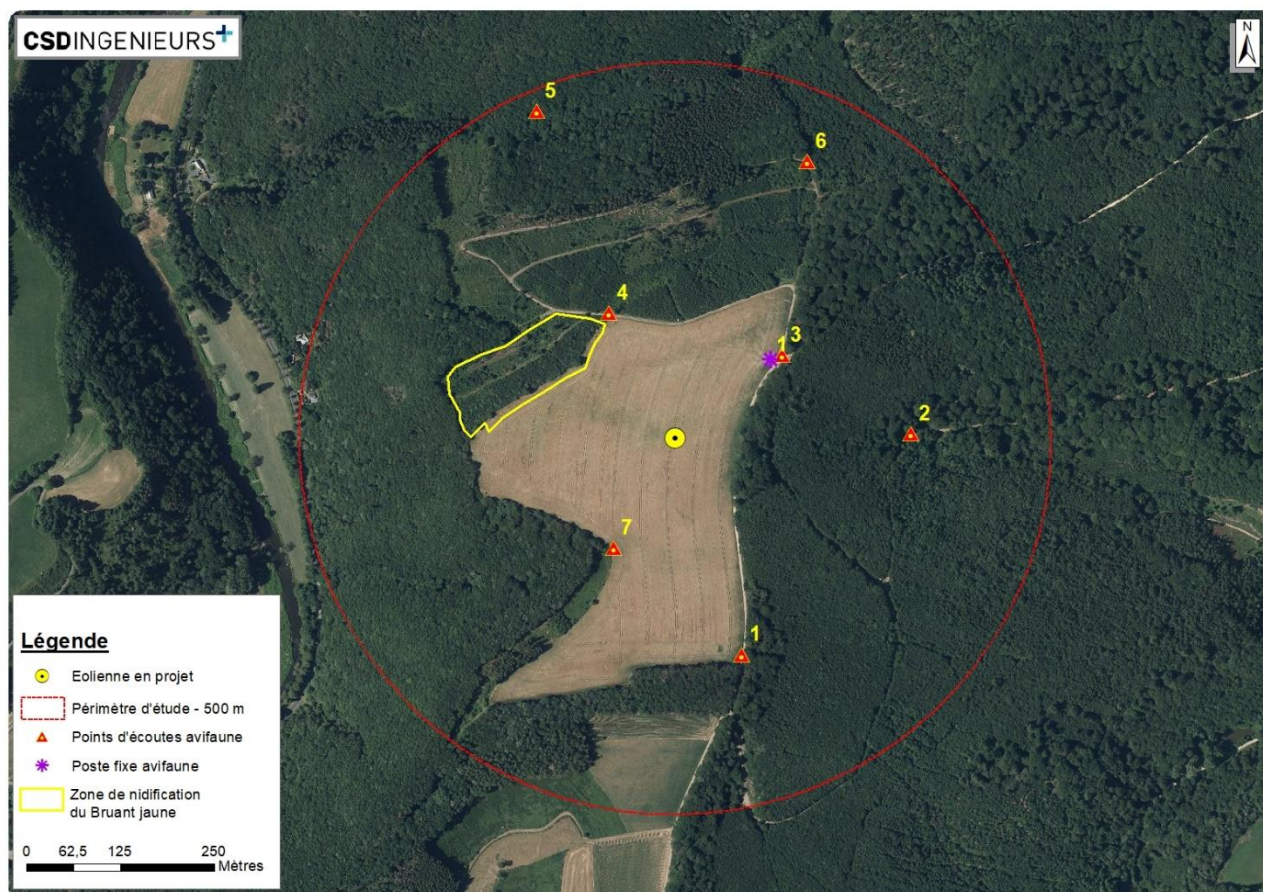 CSDINGENIEURS+
N
5
6
4
3
1
2
7
1
Légende
Eolienne en projet
Périmètre d'étude - 500 m
Points d'écoutes avifaune
Poste fixe avifaune
Zone de nidification
du Bruant jaune
0 62,5 125 250
Mètres